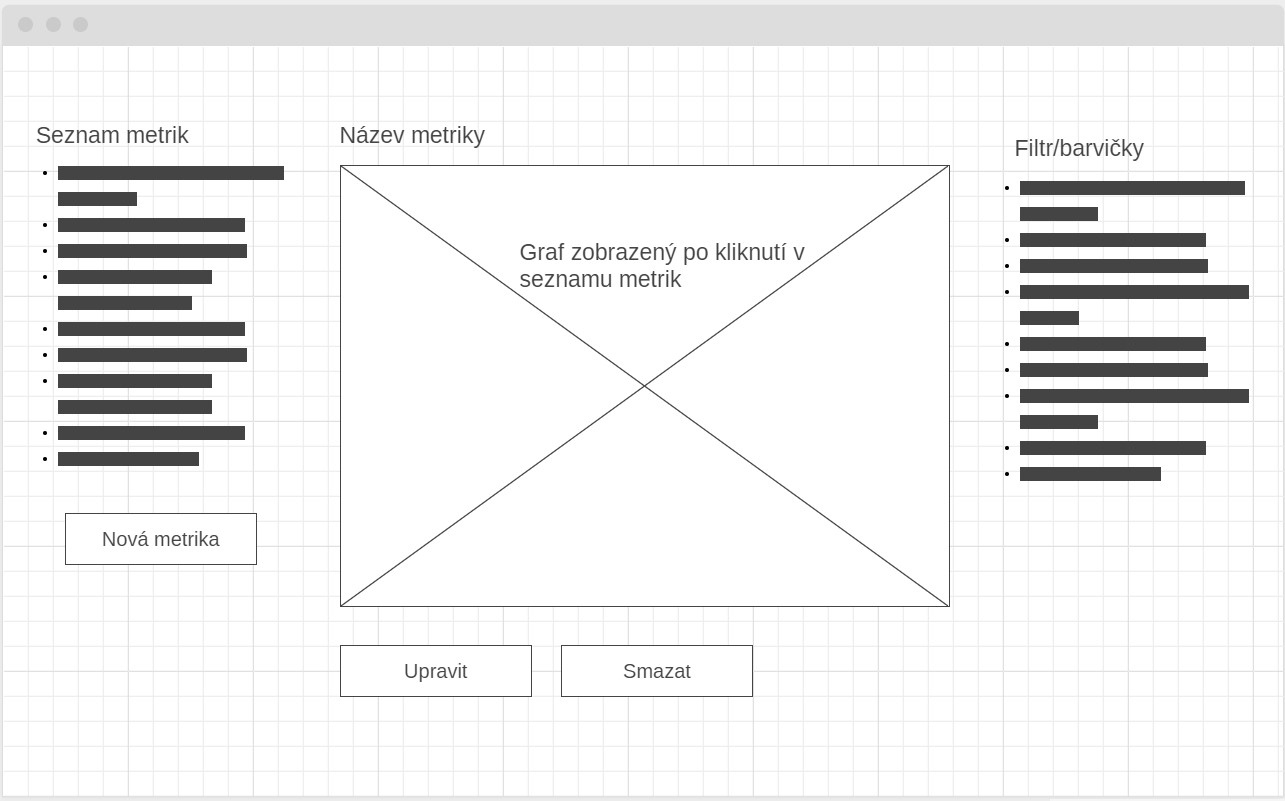 Seznam metrik
Nová metrika
Název metriky
Graf zobrazený po kliknutí v
seznamu metrik
Upravit
Smazat
Filtr/barvičky